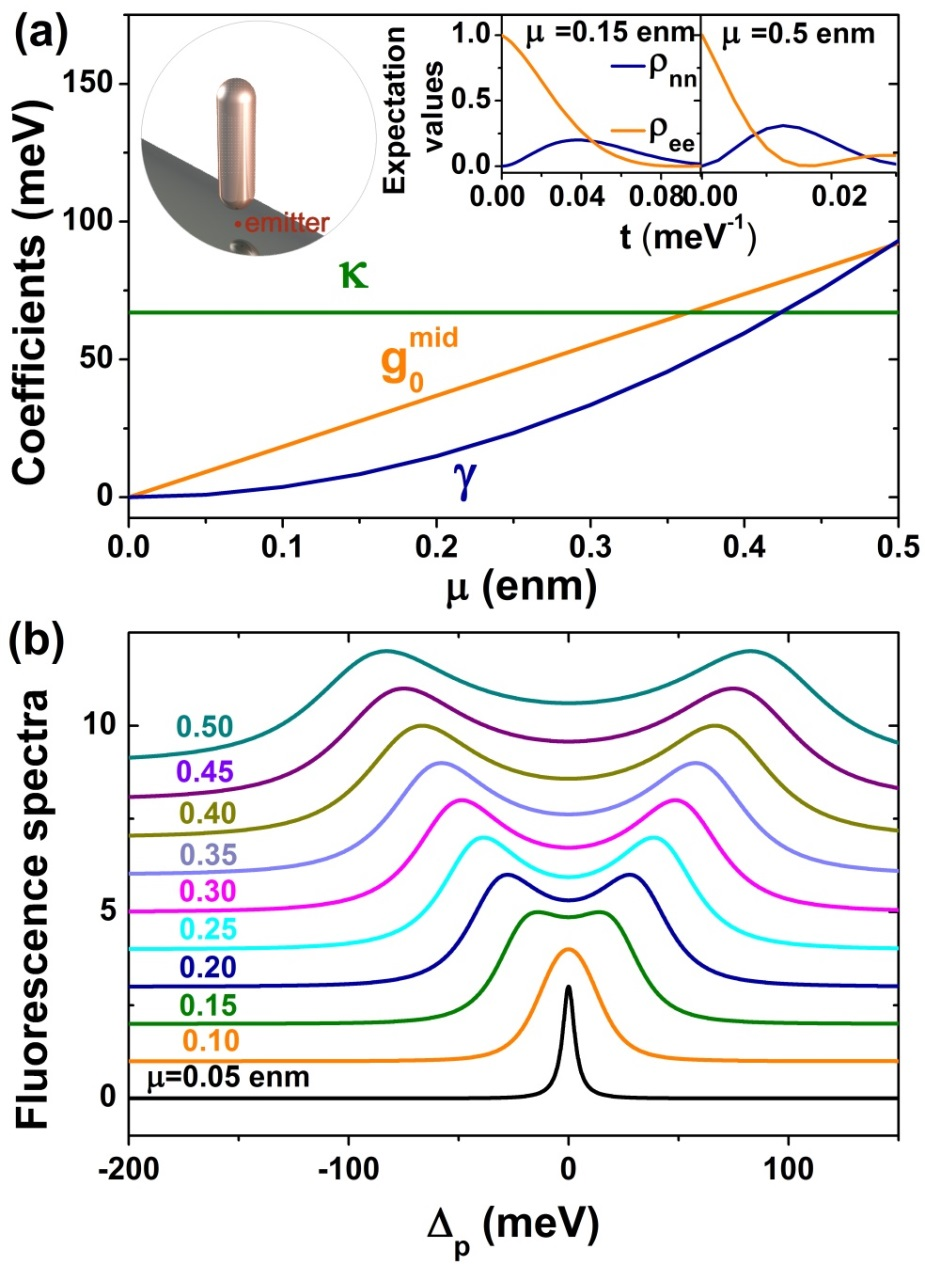 (a)
Coefficients (meV)
150
100
50
0
0.0 0.1 0.2 0.3 0.4 0.5
μ (enm)
emitter
κ
g₀ᵐⁱᵈ
γ
Expectation
values
1.0
0.5
0.0
μ =0.15 enm
μ =0.5 enm
ρnn
ρee
0.00 0.04 0.08 0.00 0.02
t (meV⁻¹)
(b)
Fluorescence spectra
10
5
0
0.50
0.45
0.40
0.35
0.30
0.25
0.20
0.15
0.10
μ=0.05 enm
-200 -100 0 100
Δp (meV)